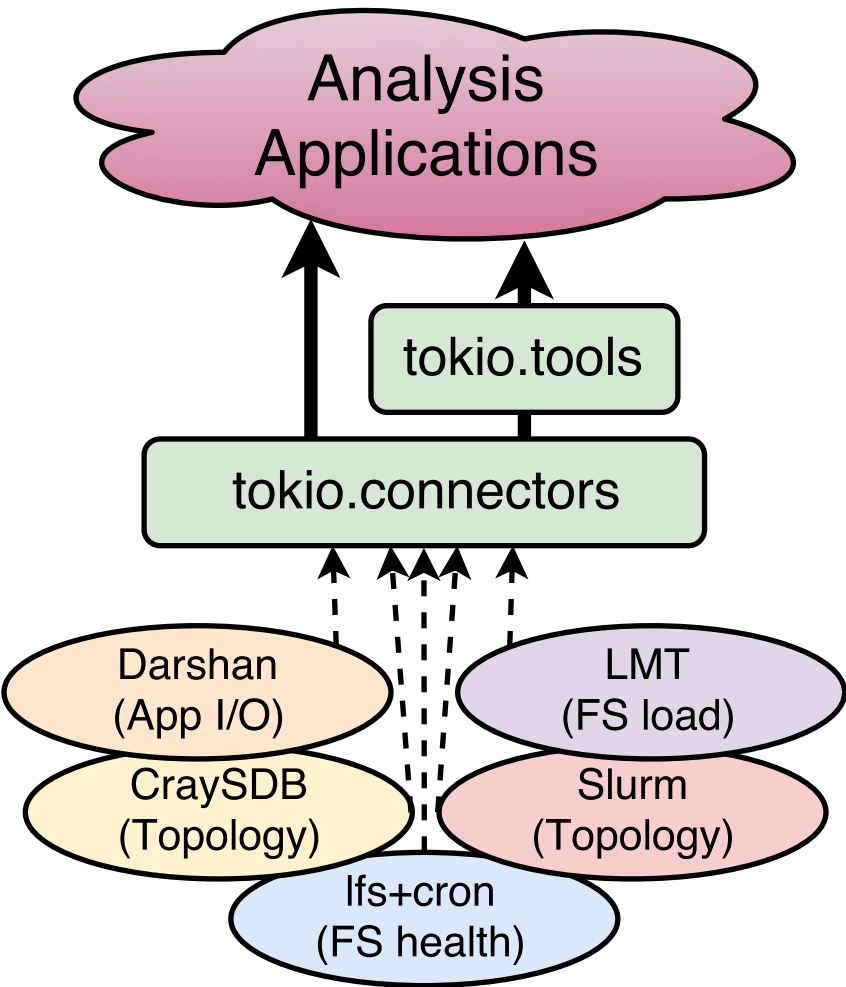 Analysis
Applications
tokio.tools
tokio.connectors
Darshan
(App I/O)
LMT
(FS load)
CraySDB
(Topology)
Slurm
(Topology)
lfs+cron
(FS health)